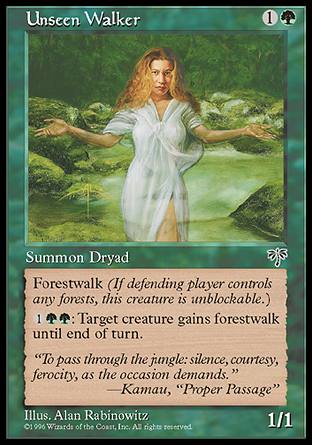 Unseen Walker 1
Summon Dryad
Forestwalk (If defending player controls
any forests, this creature is unblockable.)
1 : Target creature gains forestwalk
until end of turn.
"To pass through the jungle: silence, courtesy,
ferocity, as the occasion demands."
—Kamau, "Proper Passage"
Illus. Alan Rabinowitz
©1996 Wizards of the Coast, Inc. All rights reserved.
1/1